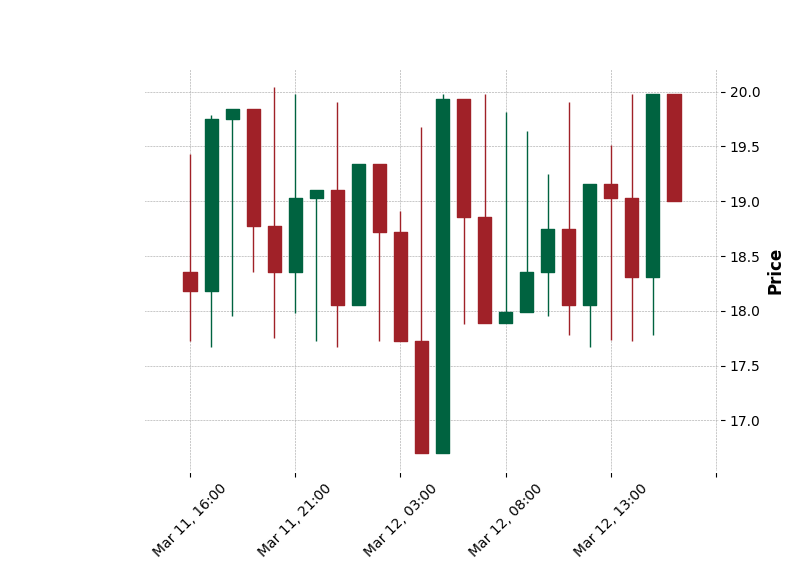 20.0
19.5
19.0
18.5
18.0
17.5
17.0
Price
Mar 11, 16:00
Mar 11, 21:00
Mar 12, 03:00
Mar 12, 08:00
Mar 12, 13:00